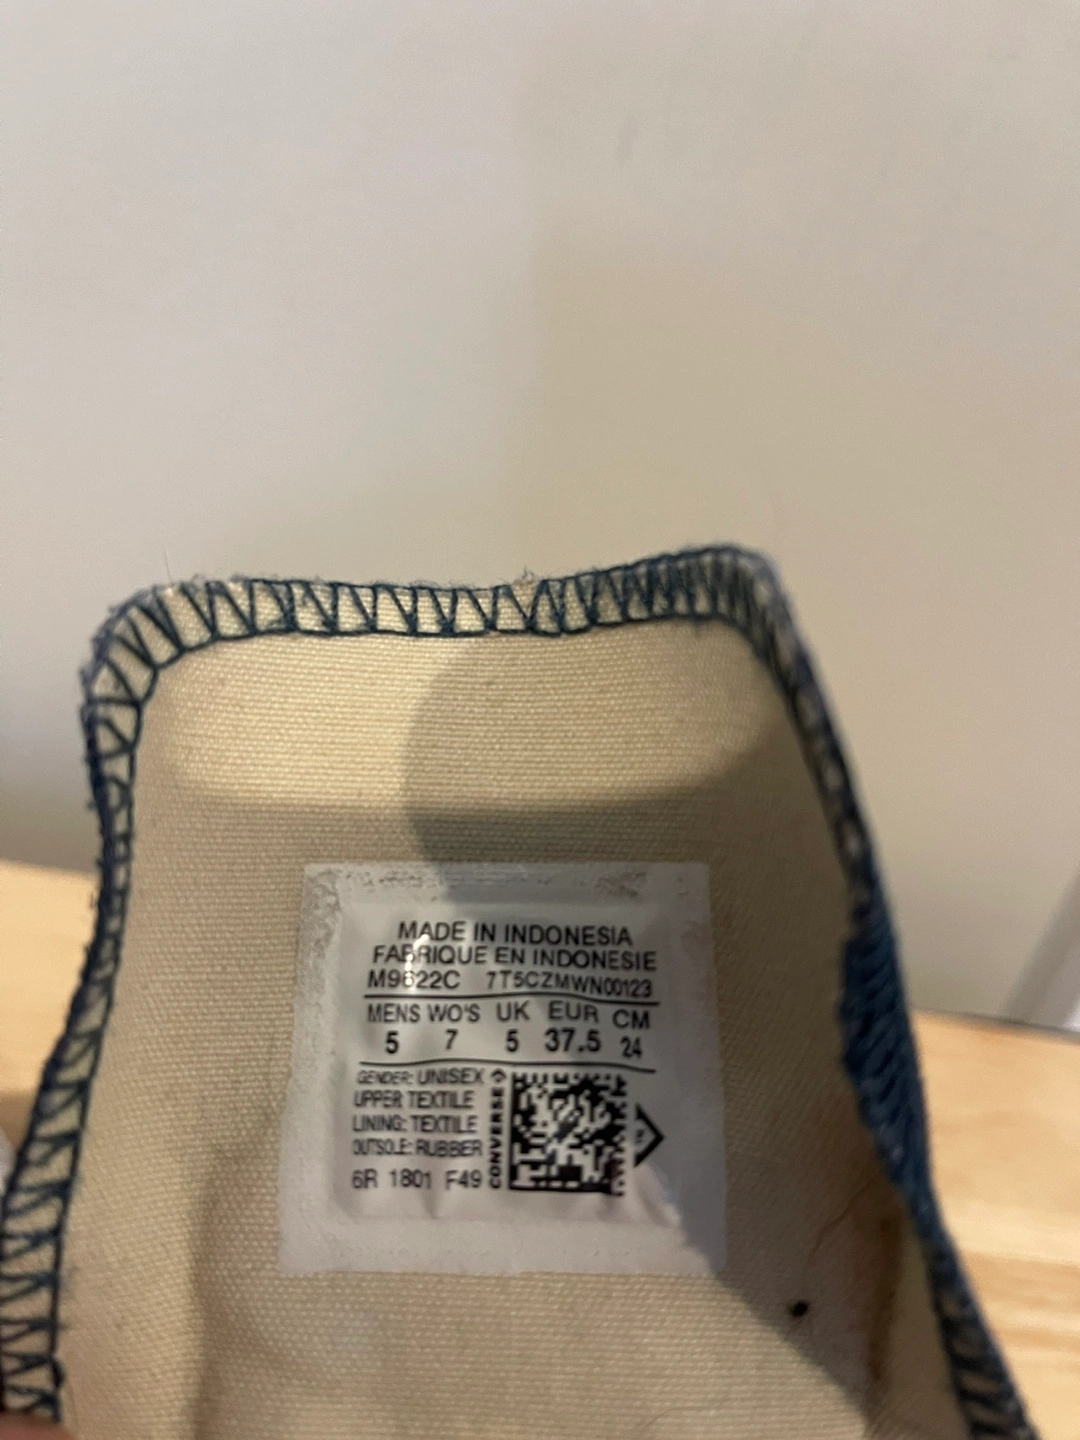 MADE IN INDONESIA
FABRIQUE EN INDONESIE
M9622C 7T5CZMWN00123
MENS WO'S UK EUR CM
5 7 5 37.5 24
GENDER: UNISEX
UPPER TEXTILE
LINING: TEXTILE
OUTSOLE: RUBBER
6R 1801 F49
CONVERSE